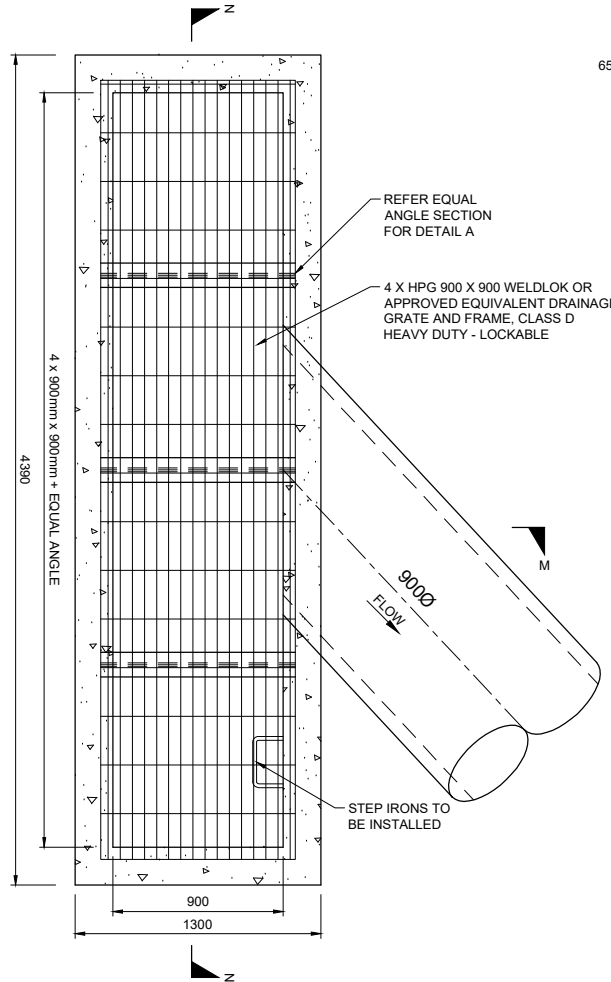 N
65
REFER EQUAL
ANGLE SECTION
FOR DETAIL A
4 X HPG 900 X 900 WELDLOK OR
APPROVED EQUIVALENT DRAINAGE
GRATE AND FRAME, CLASS D
HEAVY DUTY - LOCKABLE
4 x 900mm x 900mm + EQUAL ANGLE
4390
M
900Ø
FLOW
STEP IRONS TO
BE INSTALLED
900
1300
N